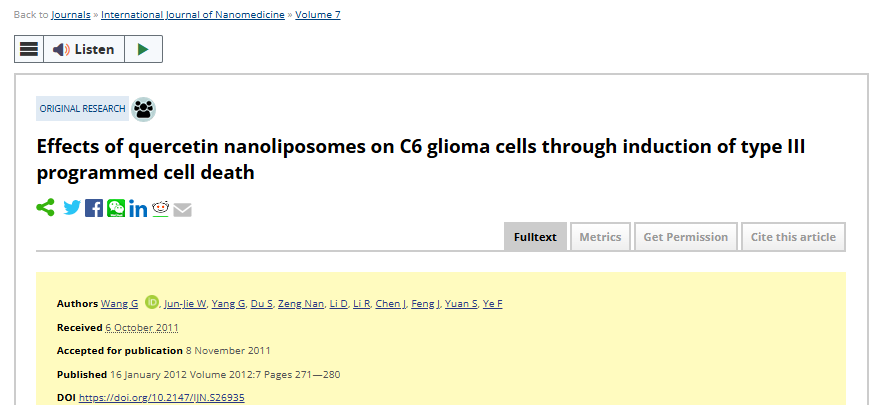 Back to Journals » International Journal of Nanomedicine » Volume 7
Listen
ORIGINAL RESEARCH
Effects of quercetin nanoliposomes on C6 glioma cells through induction of type III
programmed cell death
Fulltext Metrics Get Permission Cite this article
Authors Wang G iD, Jun-Jie W, Yang G, Du S, Zeng Nan, Li D, Li R, Chen J, Feng J, Yuan S, Ye F
Received 6 October 2011
Accepted for publication 8 November 2011
Published 16 January 2012 Volume 2012:7 Pages 271—280
DOI https://doi.org/10.2147/IJN.S26935